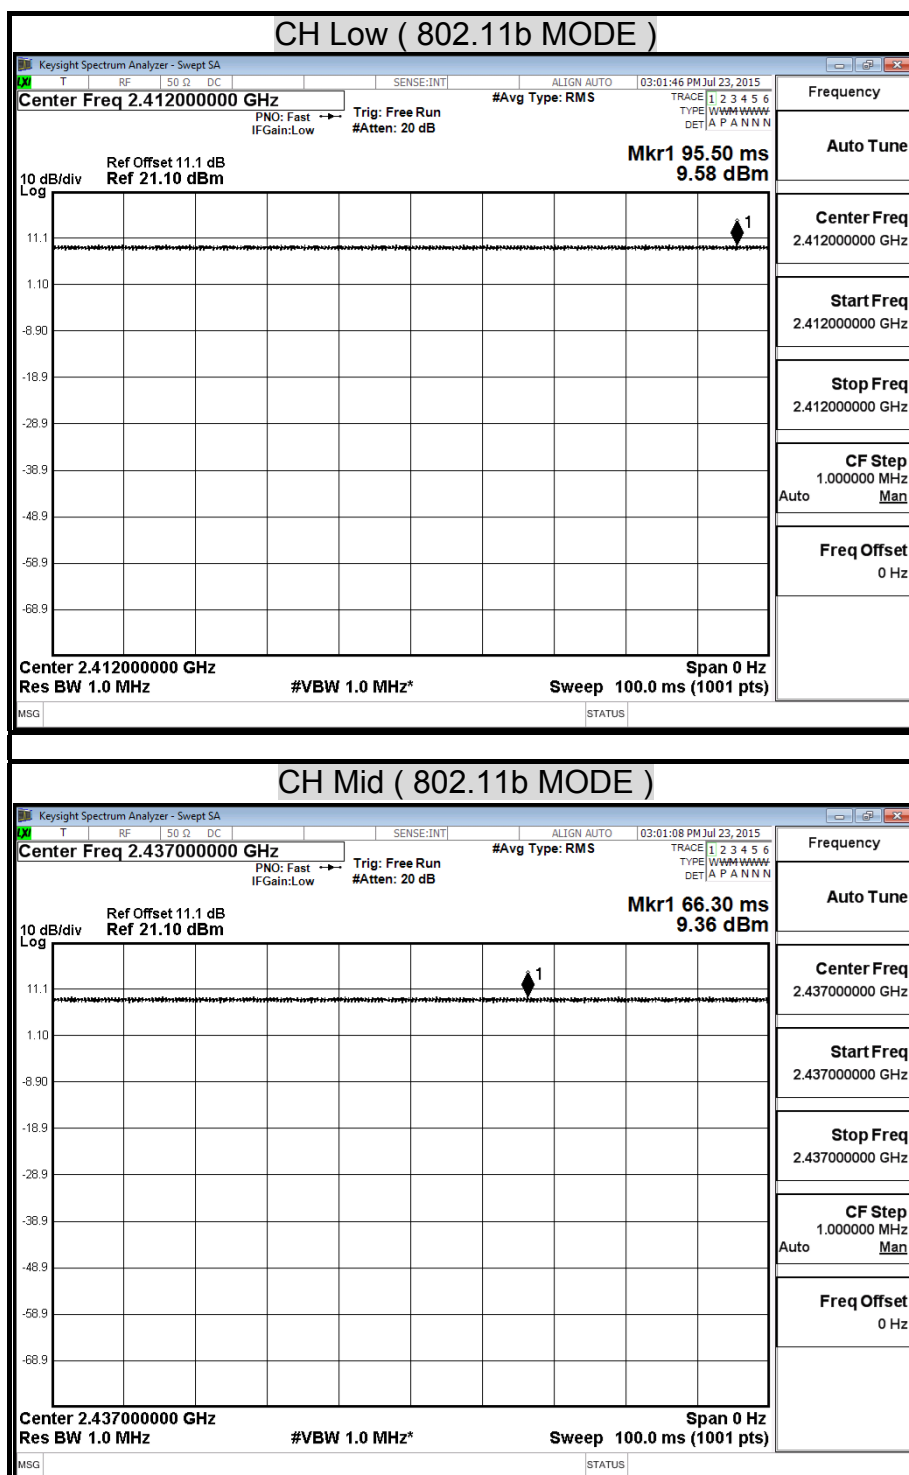 CH Low ( 802.11b MODE )
Keysight Spectrum Analyzer - Swept SA
LXI T RF 50 Ω DC SENSE:INT ALIGN AUTO 03:01:46 PM Jul 23, 2015
Center Freq 2.412000000 GHz
#Avg Type: RMS
TRACE 1 2 3 4 5 6
TYPE WWMWWWW
DET A P A N N N
PNO: Fast
IFGain:Low
Trig: Free Run
#Atten: 20 dB
Frequency
Mkr1 95.50 ms
9.58 dBm
Ref Offset 11.1 dB
10 dB/div Ref 21.10 dBm
Log
1
11.1
1.10
-8.90
-18.9
-28.9
-38.9
-48.9
-58.9
-68.9
Auto Tune
Center Freq
2.412000000 GHz
Start Freq
2.412000000 GHz
Stop Freq
2.412000000 GHz
CF Step
1.000000 MHz
Auto Man
Freq Offset
0 Hz
Center 2.412000000 GHz Span 0 Hz
Res BW 1.0 MHz #VBW 1.0 MHz* Sweep 100.0 ms (1001 pts)
MSG STATUS
CH Mid ( 802.11b MODE )
Keysight Spectrum Analyzer - Swept SA
LXI T RF 50 Ω DC SENSE:INT ALIGN AUTO 03:01:08 PM Jul 23, 2015
Center Freq 2.437000000 GHz
#Avg Type: RMS
TRACE 1 2 3 4 5 6
TYPE WWMWWWW
DET A P A N N N
PNO: Fast
IFGain:Low
Trig: Free Run
#Atten: 20 dB
Frequency
Mkr1 66.30 ms
9.36 dBm
Ref Offset 11.1 dB
10 dB/div Ref 21.10 dBm
Log
1
11.1
1.10
-8.90
-18.9
-28.9
-38.9
-48.9
-58.9
-68.9
Auto Tune
Center Freq
2.437000000 GHz
Start Freq
2.437000000 GHz
Stop Freq
2.437000000 GHz
CF Step
1.000000 MHz
Auto Man
Freq Offset
0 Hz
Center 2.437000000 GHz Span 0 Hz
Res BW 1.0 MHz #VBW 1.0 MHz* Sweep 100.0 ms (1001 pts)
MSG STATUS